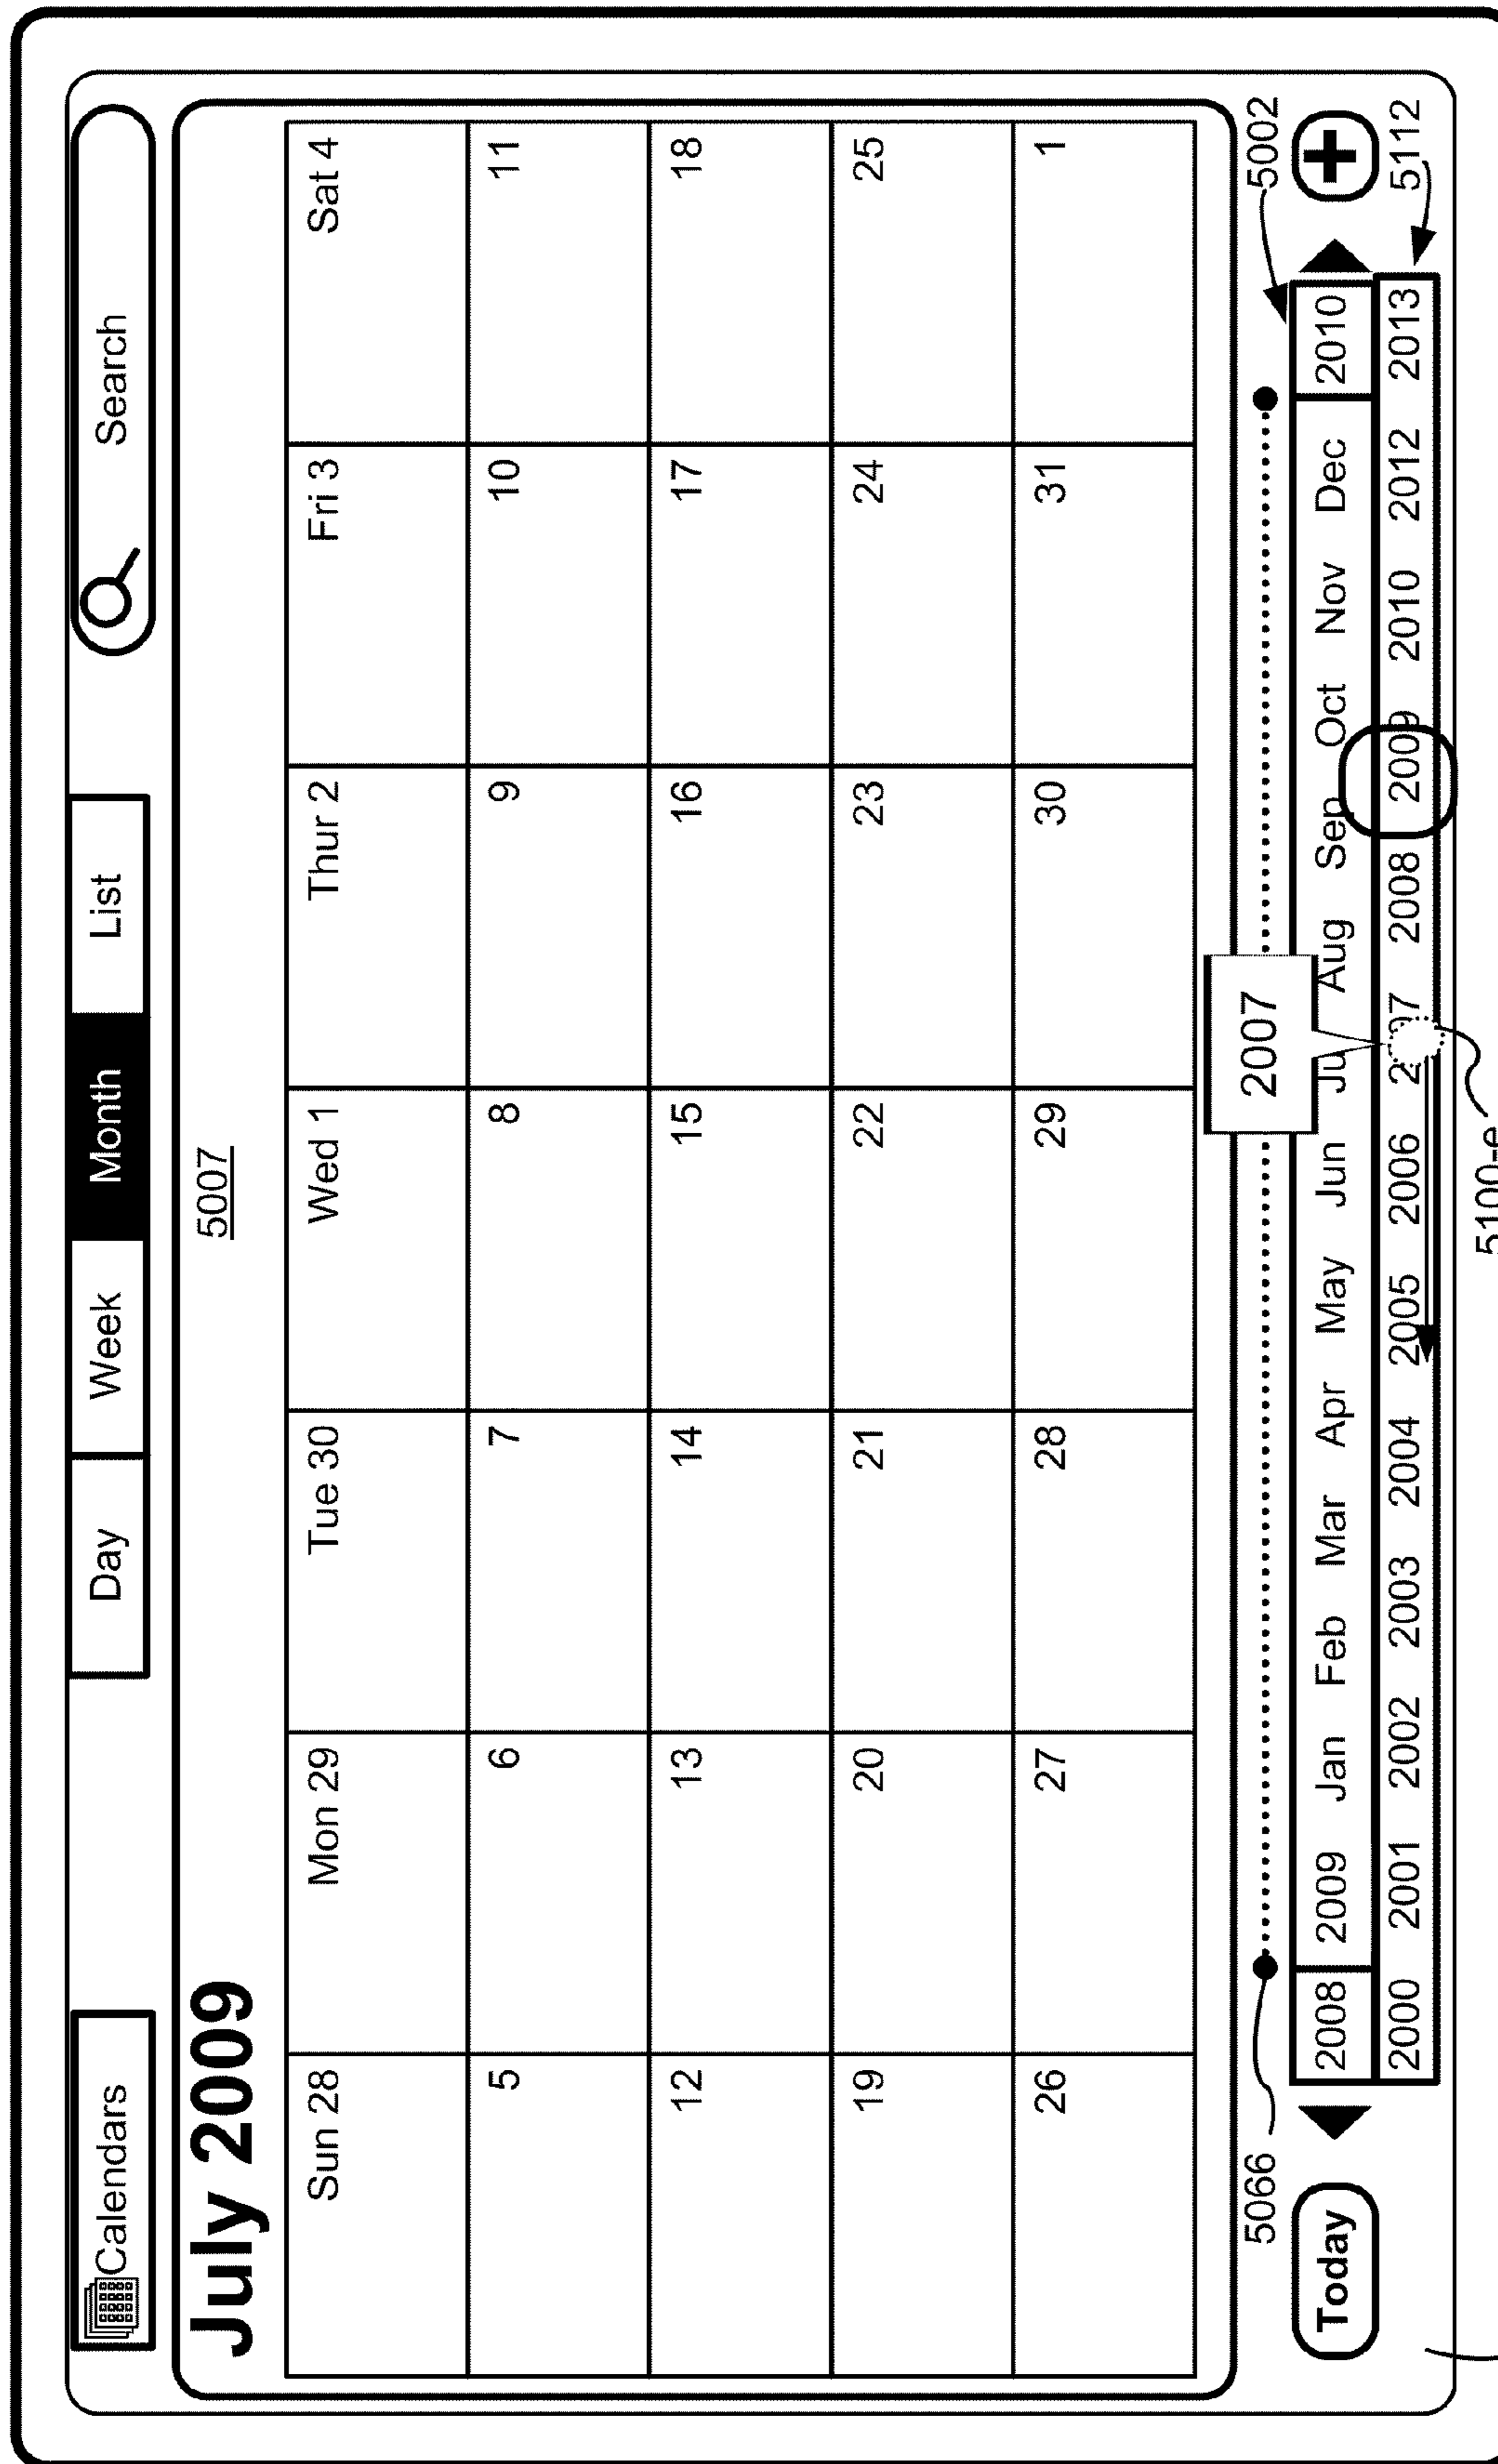 Calendars Day Week Month List Search
July 2009 5007
Sun 28 Mon 29 Tue 30 Wed 1 Thur 2 Fri 3 Sat 4
5 6 7 8 9 10 11
12 13 14 15 16 17 18
19 20 21 22 23 24 25
26 27 28 29 30 31 1
5066 2007 5002
Today 2008 2009 Jan Feb Mar Apr May Jun Aug Sep Oct Nov Dec 2010 +
2000 2001 2002 2003 2004 2005 2006 2008 2009 2010 2012 2013 5112
5100-e